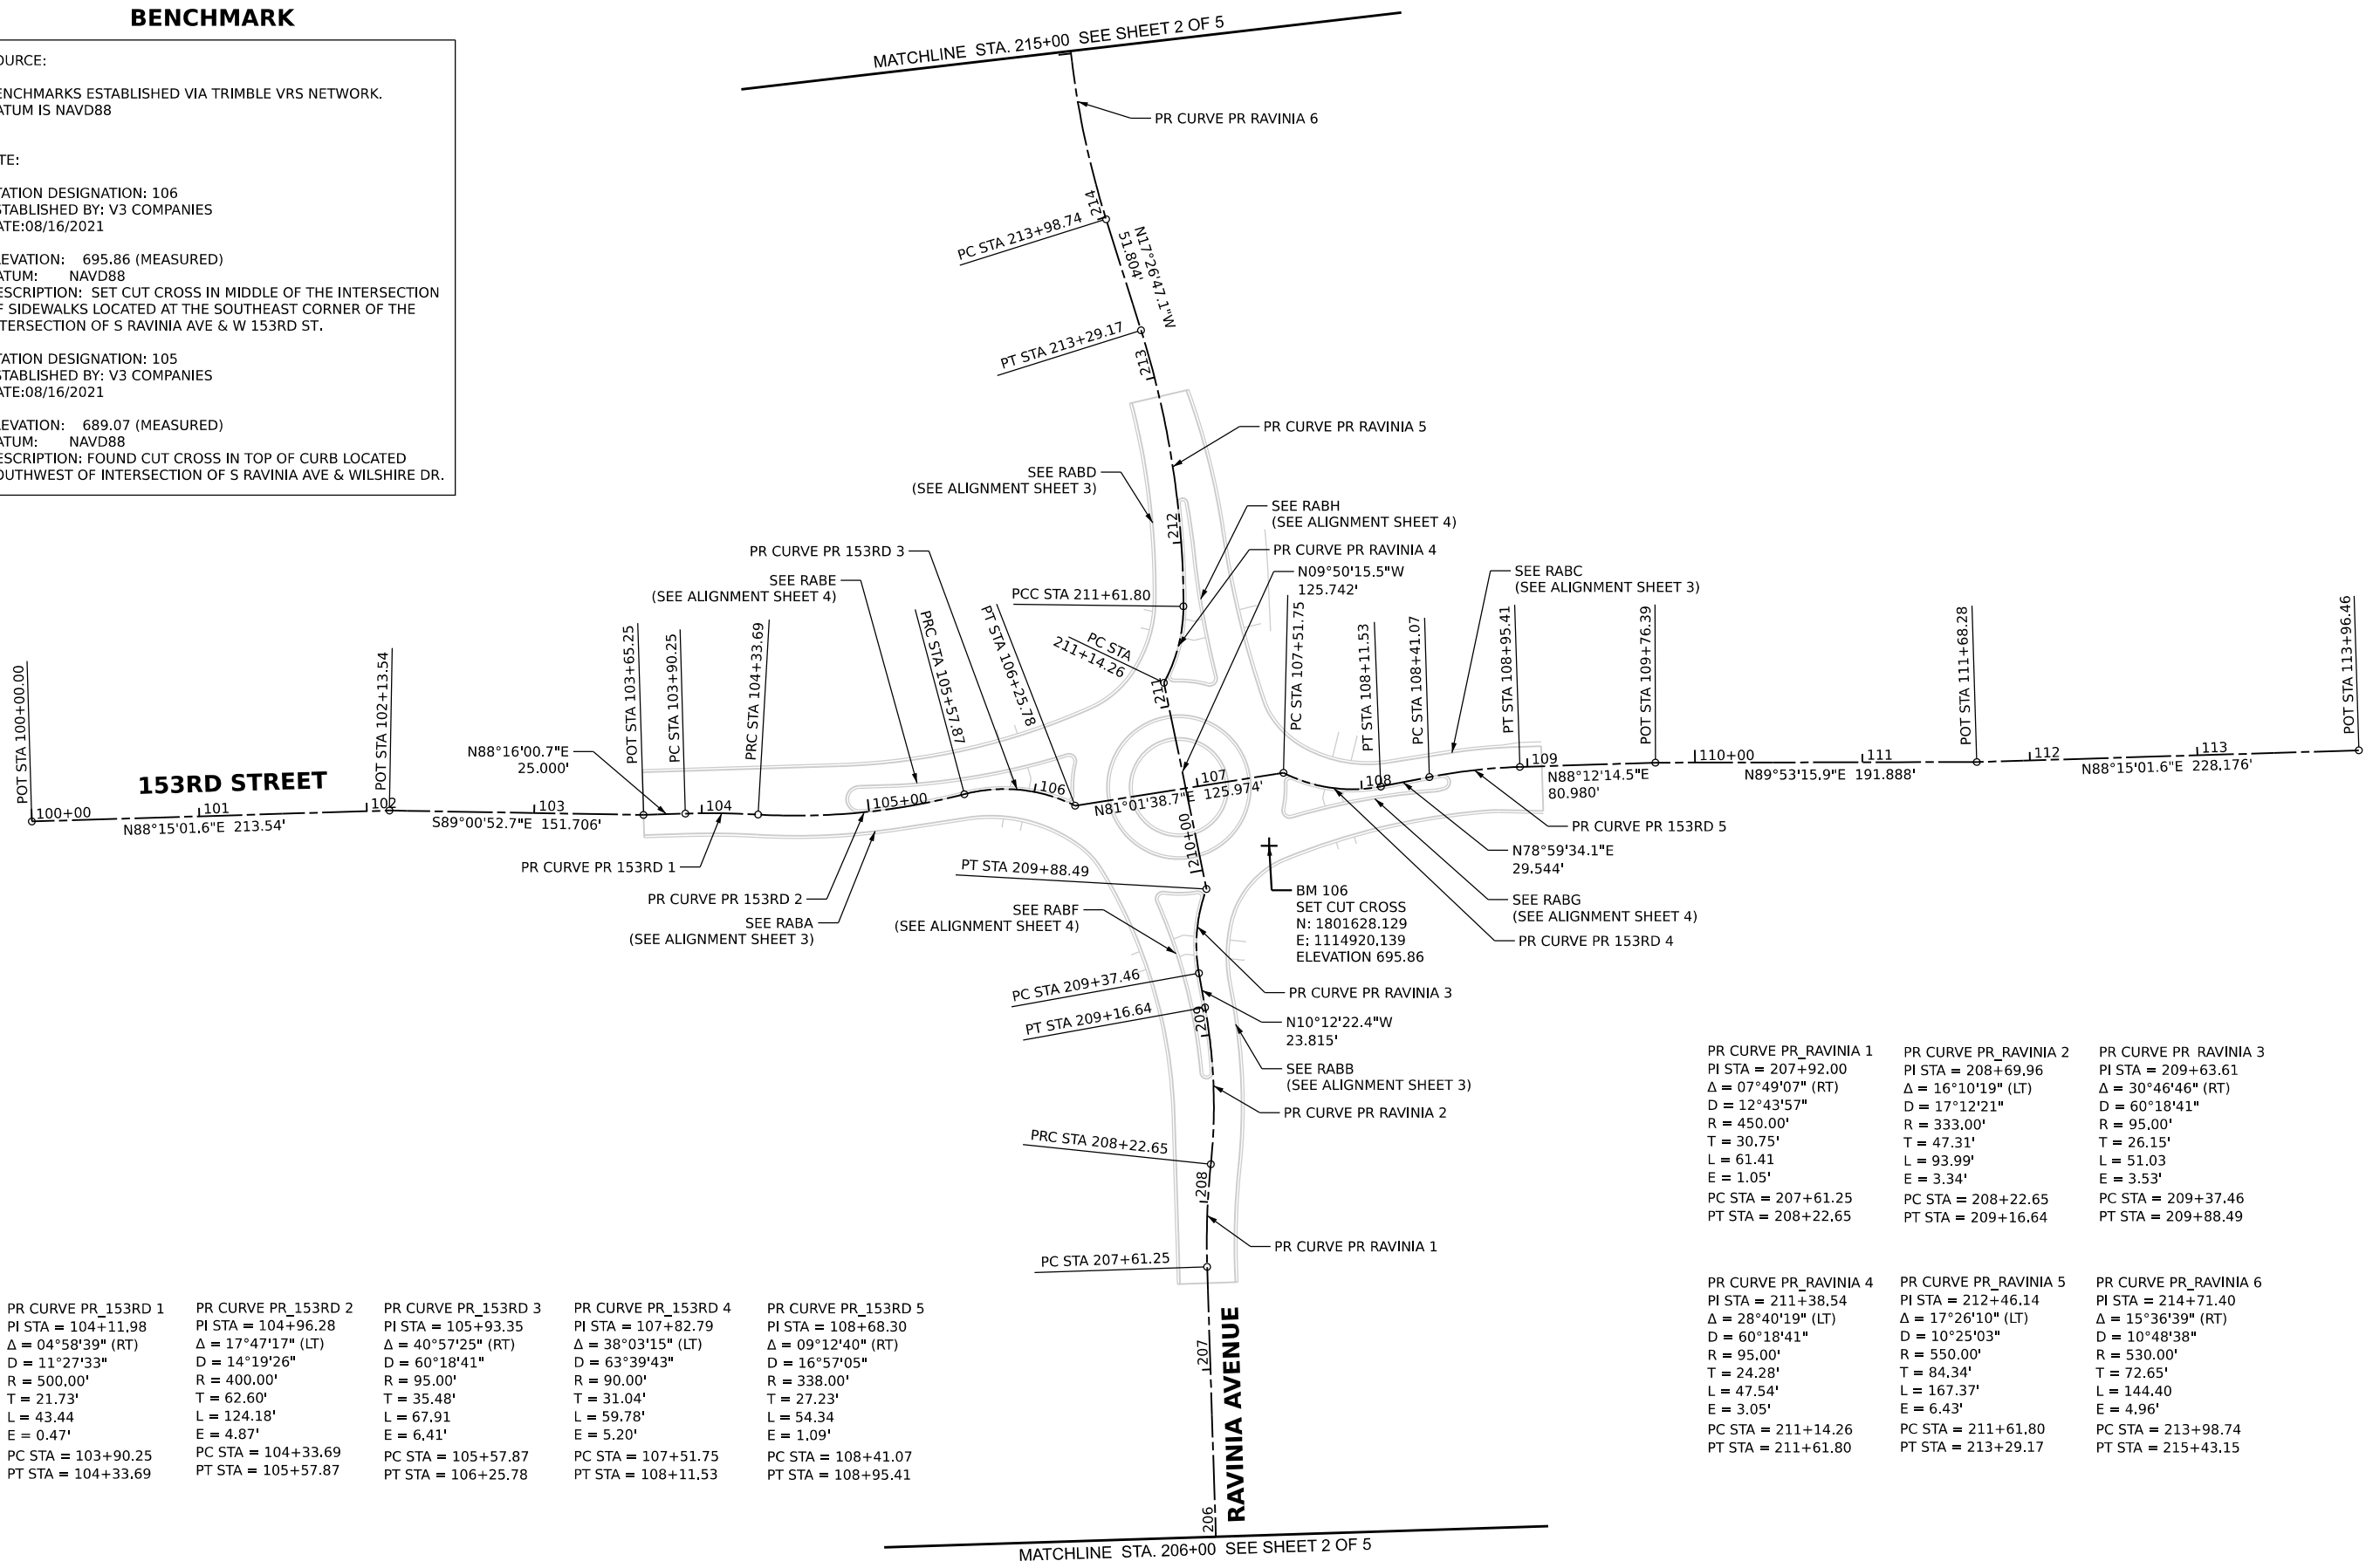 BENCHMARK
OURCE:
ENCHMARKS ESTABLISHED VIA TRIMBLE VRS NETWORK.
ATUM IS NAVD88
TE:
TATION DESIGNATION: 106
STABLISHED BY: V3 COMPANIES
ATE:08/16/2021
EVATION: 695.86 (MEASURED)
ATUM: NAVD88
ESCRIPTION: SET CUT CROSS IN MIDDLE OF THE INTERSECTION
F SIDEWALKS LOCATED AT THE SOUTHEAST CORNER OF THE
TERSECTION OF S RAVINIA AVE & W 153RD ST.
TATION DESIGNATION: 105
STABLISHED BY: V3 COMPANIES
ATE:08/16/2021
EVATION: 689.07 (MEASURED)
ATUM: NAVD88
ESCRIPTION: FOUND CUT CROSS IN TOP OF CURB LOCATED
OUTHWEST OF INTERSECTION OF S RAVINIA AVE & WILSHIRE DR.
MATCHLINE STA. 215+00 SEE SHEET 2 OF 5
PR CURVE PR RAVINIA 6
214
PC STA 213+98.74
N17°26'47.1"W
51.804'
PT STA 213+29.17
213
PR CURVE PR RAVINIA 5
SEE RABD
(SEE ALIGNMENT SHEET 3)
SEE RABH
(SEE ALIGNMENT SHEET 4)
212
PR CURVE PR RAVINIA 4
N09°50'15.5"W
125.742'
PR CURVE PR 153RD 3
SEE RABE
(SEE ALIGNMENT SHEET 4)
PCC STA 211+61.80
PC STA
211+14.26
211
SEE RABC
(SEE ALIGNMENT SHEET 3)
POT STA 100+00.00
POT STA 102+13.54
POT STA 103+65.25
PC STA 103+90.25
PRC STA 104+33.69
PRC STA 105+57.87
PT STA 106+25.78
PC STA 107+51.75
PT STA 108+11.53
PC STA 108+41.07
PT STA 108+95.41
POT STA 109+76.39
POT STA 111+68.28
POT STA 113+96.46
N88°16'00.7"E
25.000'
153RD STREET
100+00
101
102
103
104
105+00
106
107
108
109
110+00
111
112
113
N88°15'01.6"E 213.54'
S89°00'52.7"E 151.706'
N81°01'38.7"E 125.974'
N88°12'14.5"E
80.980'
N89°53'15.9"E 191.888'
N88°15'01.6"E 228.176'
PR CURVE PR 153RD 1
PR CURVE PR 153RD 2
SEE RABA
(SEE ALIGNMENT SHEET 3)
210+00
PT STA 209+88.49
SEE RABF
(SEE ALIGNMENT SHEET 4)
BM 106
SET CUT CROSS
N: 1801628.129
E: 1114920.139
ELEVATION 695.86
PR CURVE PR 153RD 5
N78°59'34.1"E
29.544'
SEE RABG
(SEE ALIGNMENT SHEET 4)
PR CURVE PR 153RD 4
PC STA 209+37.46
PR CURVE PR RAVINIA 3
PT STA 209+16.64
209
N10°12'22.4"W
23.815'
SEE RABB
(SEE ALIGNMENT SHEET 3)
PR CURVE PR RAVINIA 2
PRC STA 208+22.65
208
PR CURVE PR RAVINIA 1
PC STA 207+61.25
207
RAVINIA AVENUE
206
MATCHLINE STA. 206+00 SEE SHEET 2 OF 5
PR CURVE PR_RAVINIA 1
PI STA = 207+92.00
Δ = 07°49'07" (RT)
D = 12°43'57"
R = 450.00'
T = 30.75'
L = 61.41
E = 1.05'
PC STA = 207+61.25
PT STA = 208+22.65
PR CURVE PR_RAVINIA 2
PI STA = 208+69.96
Δ = 16°10'19" (LT)
D = 17°12'21"
R = 333.00'
T = 47.31'
L = 93.99'
E = 3.34'
PC STA = 208+22.65
PT STA = 209+16.64
PR CURVE PR RAVINIA 3
PI STA = 209+63.61
Δ = 30°46'46" (RT)
D = 60°18'41"
R = 95.00'
T = 26.15'
L = 51.03
E = 3.53'
PC STA = 209+37.46
PT STA = 209+88.49
PR CURVE PR_RAVINIA 4
PI STA = 211+38.54
Δ = 28°40'19" (LT)
D = 60°18'41"
R = 95.00'
T = 24.28'
L = 47.54'
E = 3.05'
PC STA = 211+14.26
PT STA = 211+61.80
PR CURVE PR_RAVINIA 5
PI STA = 212+46.14
Δ = 17°26'10" (LT)
D = 10°25'03"
R = 550.00'
T = 84.34'
L = 167.37'
E = 6.43'
PC STA = 211+61.80
PT STA = 213+29.17
PR CURVE PR_RAVINIA 6
PI STA = 214+71.40
Δ = 15°36'39" (RT)
D = 10°48'38"
R = 530.00'
T = 72.65'
L = 144.40
E = 4.96'
PC STA = 213+98.74
PT STA = 215+43.15
PR CURVE PR_153RD 1
PI STA = 104+11.98
Δ = 04°58'39" (RT)
D = 11°27'33"
R = 500.00'
T = 21.73'
L = 43.44
E = 0.47'
PC STA = 103+90.25
PT STA = 104+33.69
PR CURVE PR_153RD 2
PI STA = 104+96.28
Δ = 17°47'17" (LT)
D = 14°19'26"
R = 400.00'
T = 62.60'
L = 124.18'
E = 4.87'
PC STA = 104+33.69
PT STA = 105+57.87
PR CURVE PR_153RD 3
PI STA = 105+93.35
Δ = 40°57'25" (RT)
D = 60°18'41"
R = 95.00'
T = 35.48'
L = 67.91
E = 6.41'
PC STA = 105+57.87
PT STA = 106+25.78
PR CURVE PR_153RD 4
PI STA = 107+82.79
Δ = 38°03'15" (LT)
D = 63°39'43"
R = 90.00'
T = 31.04'
L = 59.78'
E = 5.20'
PC STA = 107+51.75
PT STA = 108+11.53
PR CURVE PR_153RD 5
PI STA = 108+68.30
Δ = 09°12'40" (RT)
D = 16°57'05"
R = 338.00'
T = 27.23'
L = 54.34
E = 1.09'
PC STA = 108+41.07
PT STA = 108+95.41